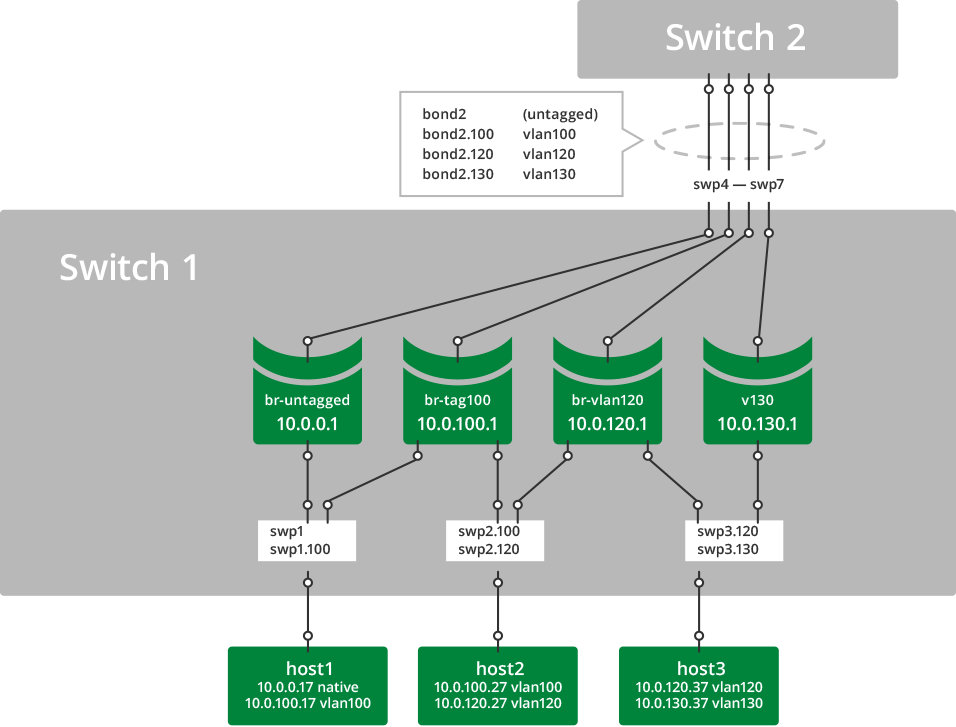 Switch 2
bond2 (untagged)
bond2.100 vlan100
bond2.120 vlan120
bond2.130 vlan130
swp4 — swp7
Switch 1
br-untagged
10.0.0.1
br-tag100
10.0.100.1
br-vlan120
10.0.120.1
v130
10.0.130.1
swp1
swp1.100
swp2.100
swp2.120
swp3.120
swp3.130
host1
10.0.0.17 native
10.0.100.17 vlan100
host2
10.0.100.27 vlan100
10.0.120.27 vlan120
host3
10.0.120.37 vlan120
10.0.130.37 vlan130